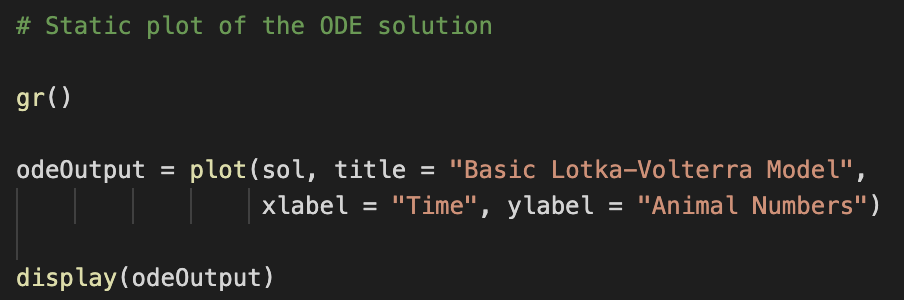 # Static plot of the ODE solution
gr()
odeOutput = plot(sol, title = "Basic Lotka-Volterra Model",
xlabel = "Time", ylabel = "Animal Numbers")
display(odeOutput)